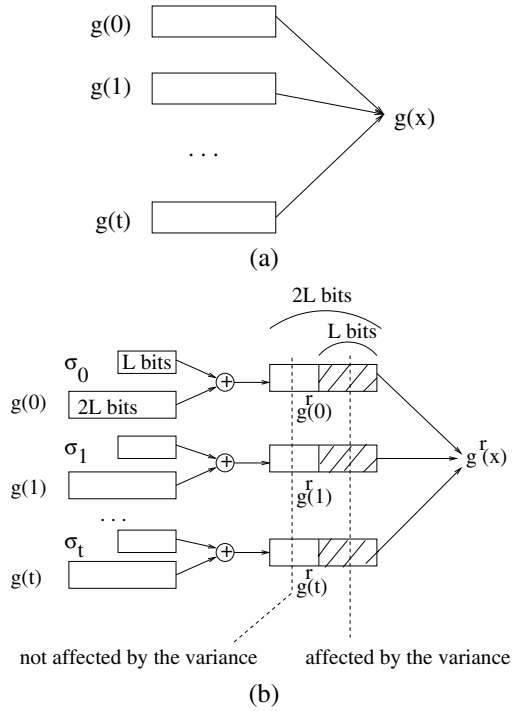 g(0)
g(1)
g(x)
. . .
g(t)
(a)
2L bits
L bits
σ0
L bits
g(0)
2L bits
+
r
g(0)
σ1
g(1)
+
r
g(1)
r
g (x)
. . .
σt
g(t)
+
r
g(t)
not affected by the variance
affected by the variance
(b)